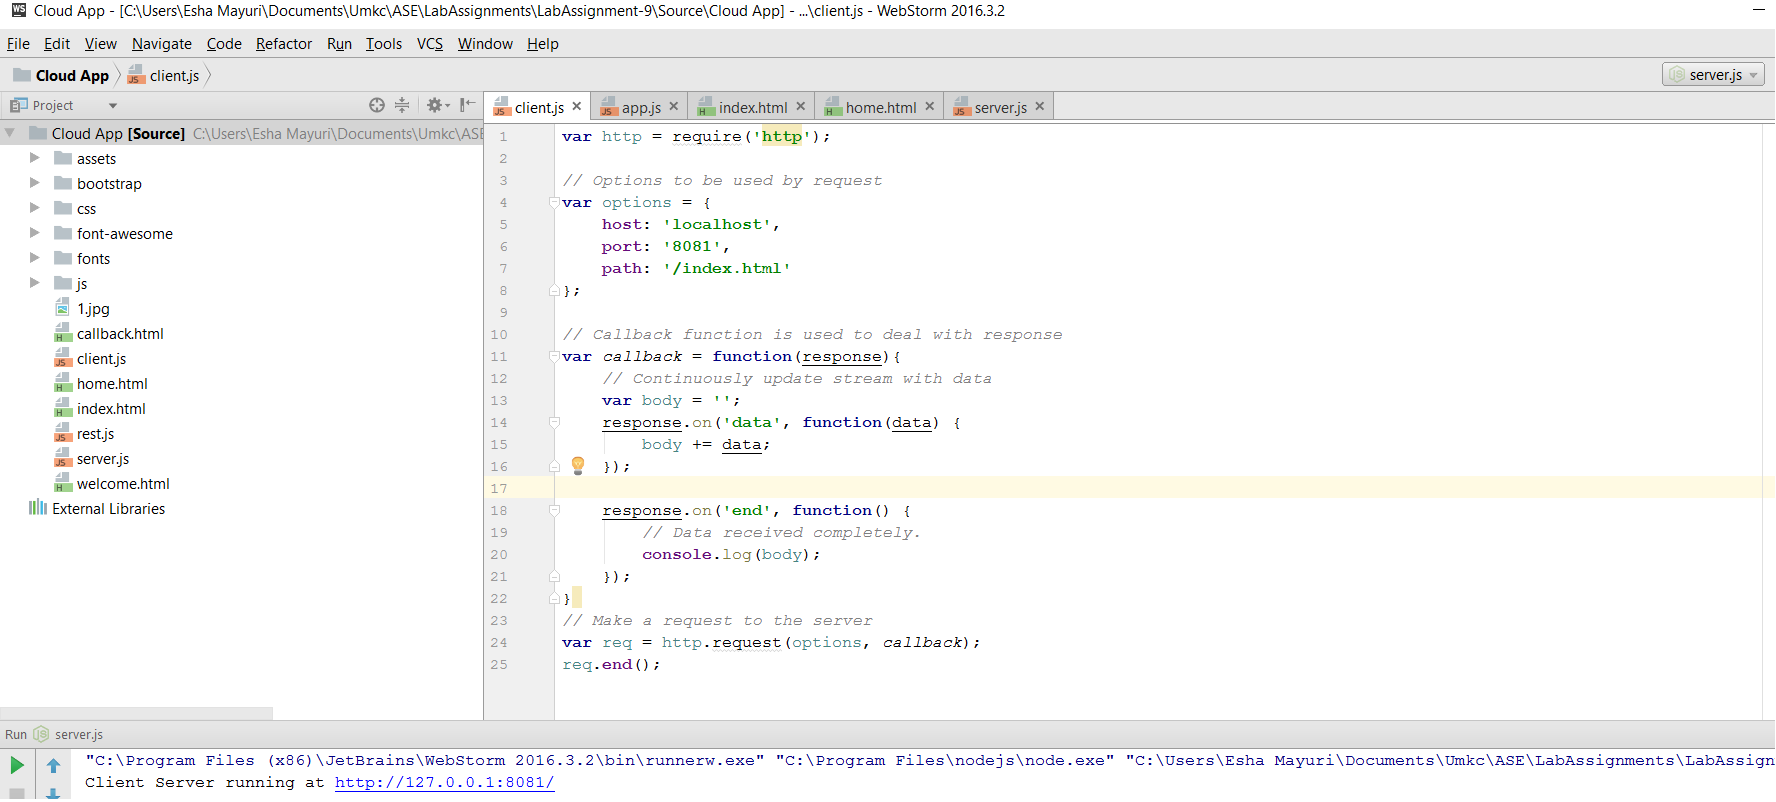 WS Cloud App - [C:\Users\Esha Mayuri\Documents\Umkc\ASE\LabAssignments\LabAssignment-9\Source\Cloud App] - ...\client.js - WebStorm 2016.3.2
File Edit View Navigate Code Refactor Run Tools VCS Window Help
Cloud App JS client.js server.js
Project
JS client.js JS app.js H index.html H home.html JS server.js
Cloud App [Source] C:\Users\Esha Mayuri\Documents\Umkc\ASE
assets
bootstrap
css
font-awesome
fonts
js
1.jpg
H callback.html
JS client.js
H home.html
H index.html
JS rest.js
JS server.js
H welcome.html
External Libraries
1 var http = require('http');
2
3 // Options to be used by request
4 var options = {
5     host: 'localhost',
6     port: '8081',
7     path: '/index.html'
8 };
9
10 // Callback function is used to deal with response
11 var callback = function(response){
12     // Continuously update stream with data
13     var body = '';
14     response.on('data', function(data) {
15         body += data;
16     });
17
18     response.on('end', function() {
19         // Data received completely.
20         console.log(body);
21     });
22 }
23 // Make a request to the server
24 var req = http.request(options, callback);
25 req.end();
Run JS server.js
"C:\Program Files (x86)\JetBrains\WebStorm 2016.3.2\bin\runnerw.exe" "C:\Program Files\nodejs\node.exe" "C:\Users\Esha Mayuri\Documents\Umkc\ASE\LabAssignments\LabAssign
Client Server running at http://127.0.0.1:8081/